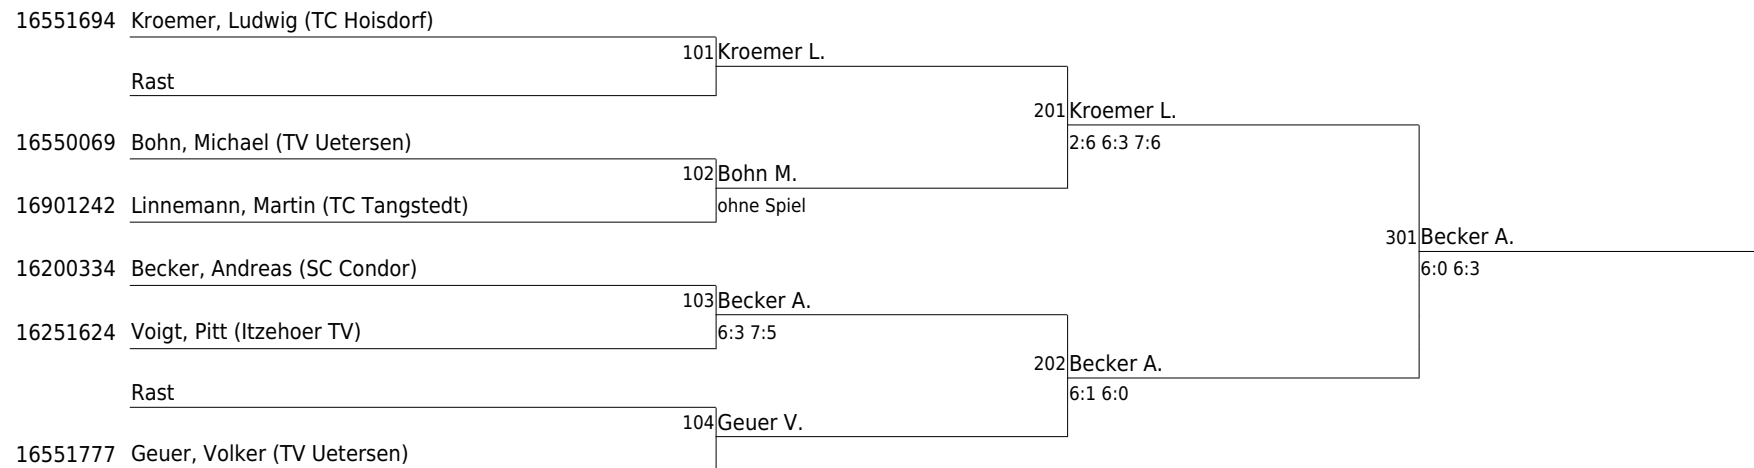 16551694 Kroemer, Ludwig (TC Hoisdorf)
101 Kroemer L.
Rast
201 Kroemer L.
16550069 Bohn, Michael (TV Uetersen)
2:6 6:3 7:6
102 Bohn M.
16901242 Linnemann, Martin (TC Tangstedt)
ohne Spiel
301 Becker A.
16200334 Becker, Andreas (SC Condor)
6:0 6:3
103 Becker A.
16251624 Voigt, Pitt (Itzehoer TV)
6:3 7:5
202 Becker A.
Rast
6:1 6:0
104 Geuer V.
16551777 Geuer, Volker (TV Uetersen)